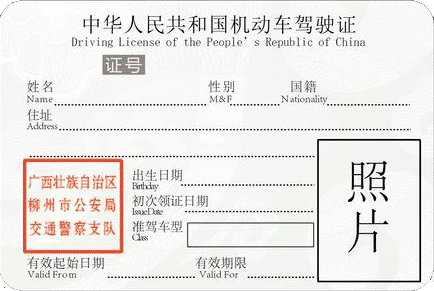 中华人民共和国机动车驾驶证
Driving License of the People's Republic of China
证号
姓名 性别 国籍
Name M&F Nationality
住址
Address
广西壮族自治区
柳州市公安局
交通警察支队
出生日期
Birthday
初次领证日期
Issue Date
准驾车型
Class
照片
有效起始日期 有效期限
Valid From Valid For